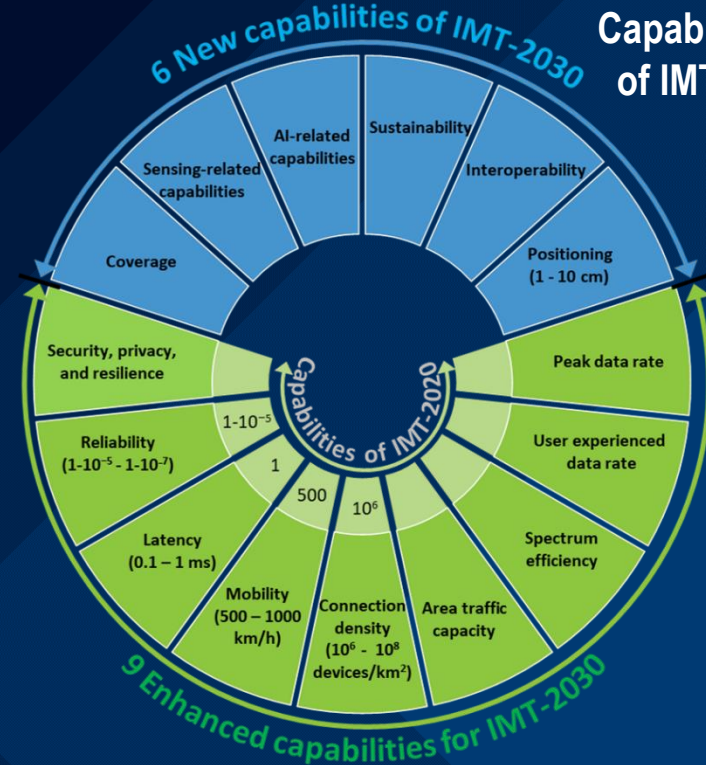 6 New capabilities of IMT-2030
Coverage
Sensing-related
capabilities
AI-related
capabilities
Sustainability
Interoperability
Positioning
(1 - 10 cm)
Peak data rate
User experienced
data rate
Spectrum
efficiency
Area traffic
capacity
Connection
density
(10⁶ - 10⁸
devices/km²)
Mobility
(500 – 1000
km/h)
Latency
(0.1 – 1 ms)
Reliability
(1-10⁻⁵ - 1-10⁻⁷)
Security, privacy,
and resilience
1-10⁻⁵
1
500
10⁶
Capabilities of IMT-2020
9 Enhanced capabilities for IMT-2030